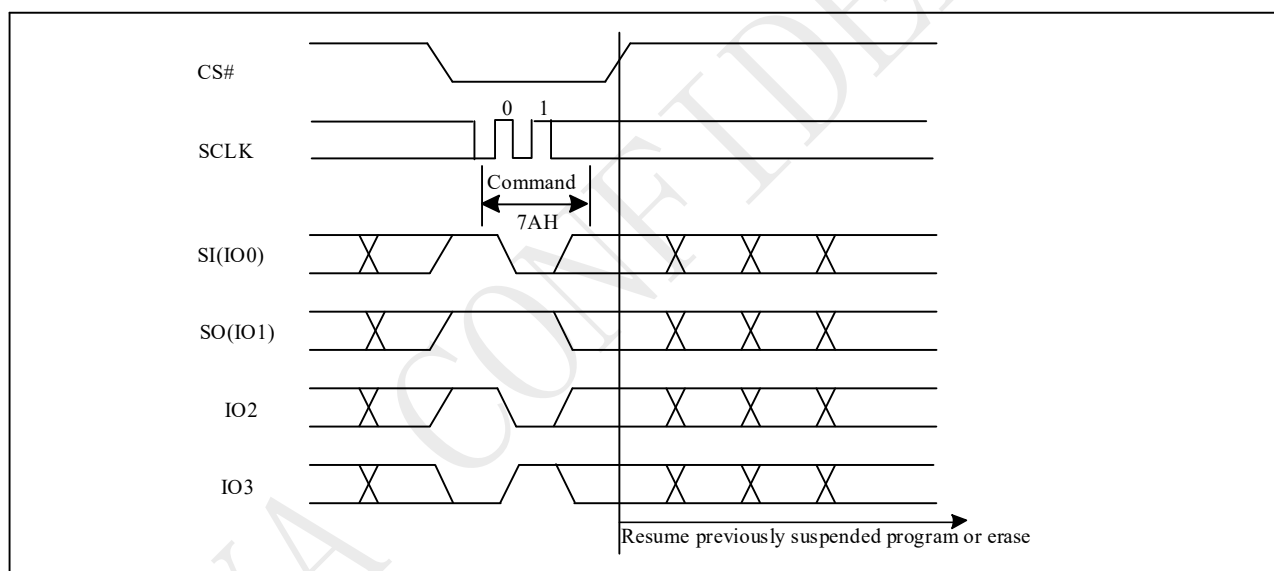 CS#
0 1
SCLK
Command
7AH
SI(IO0)
SO(IO1)
IO2
IO3
Resume previously suspended program or erase